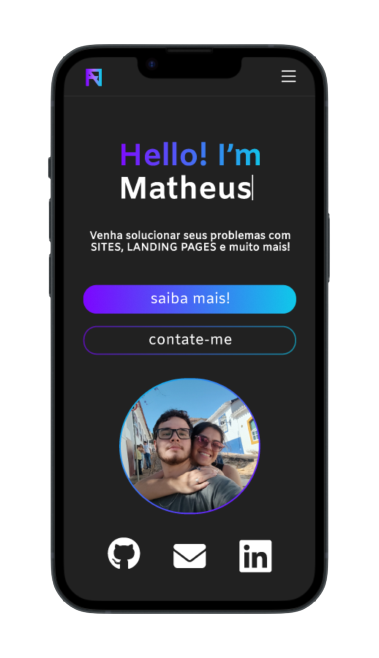 Hello! I'm
Matheus
Venha solucionar seus problemas com
SITES, LANDING PAGES e muito mais!
saiba mais!
contate-me
in